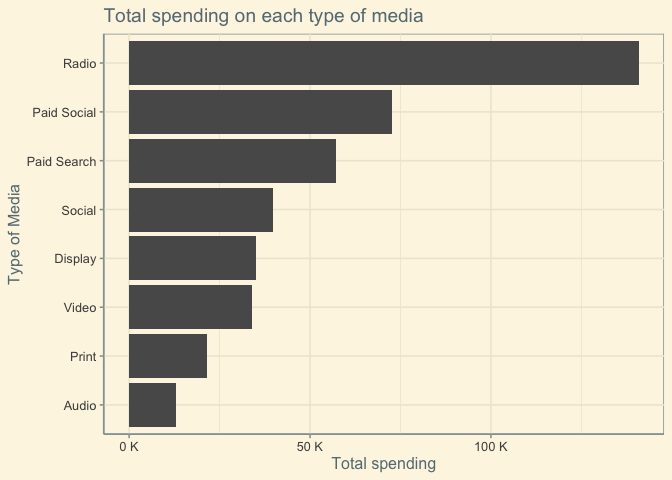 Total spending on each type of media
Type of Media
Radio
Paid Social
Paid Search
Social
Display
Video
Print
Audio
0 K
50 K
100 K
Total spending